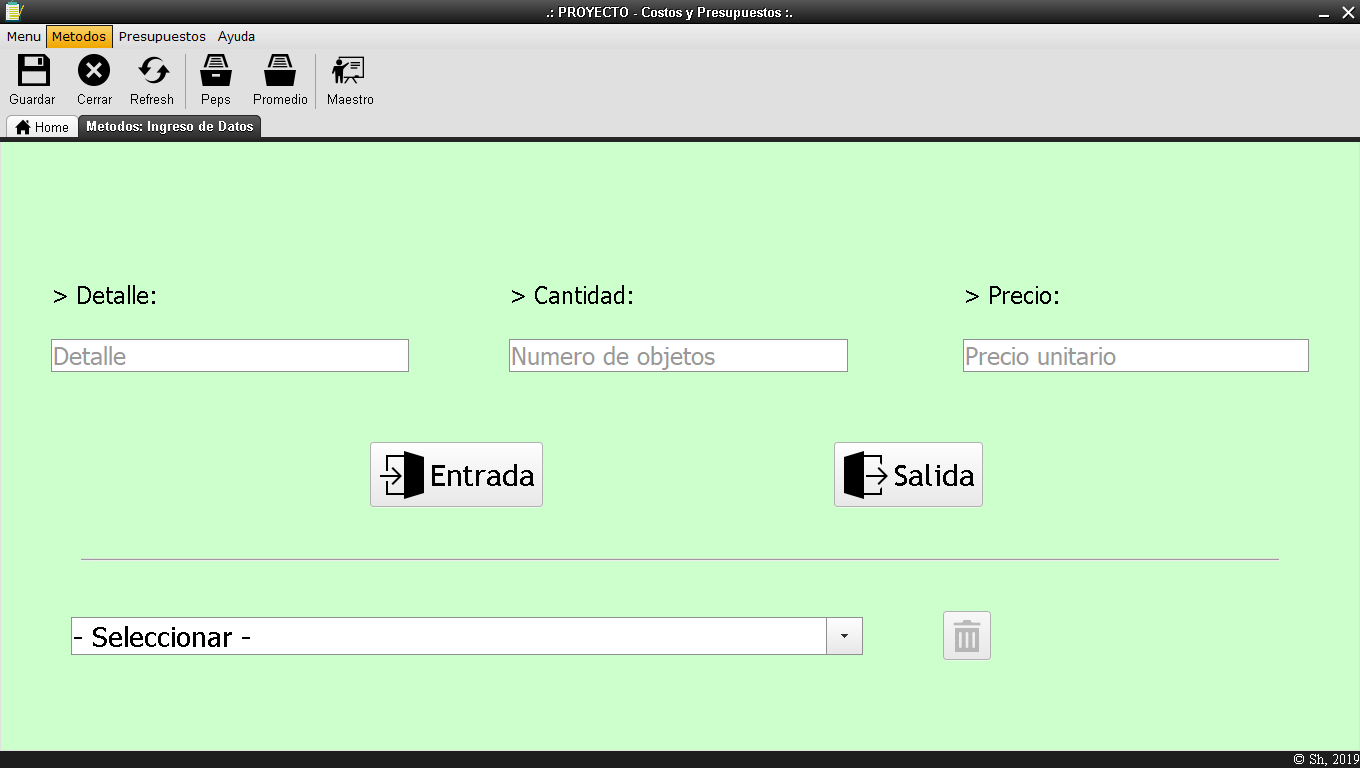 .: PROYECTO - Costos y Presupuestos :.
Menu Metodos Presupuestos Ayuda
Guardar Cerrar Refresh Peps Promedio Maestro
Home Metodos: Ingreso de Datos
> Detalle: > Cantidad: > Precio:
Detalle Numero de objetos Precio unitario
Entrada Salida
- Seleccionar -
© Sh, 2019